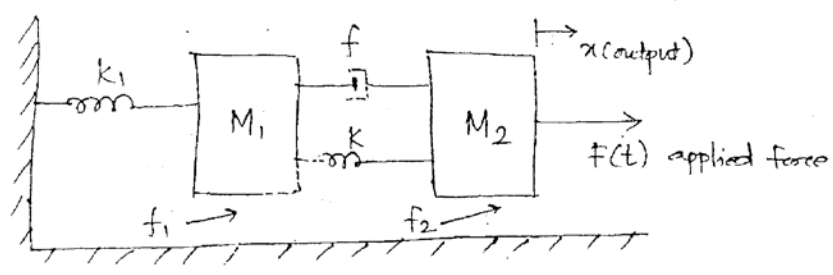 f
x(output)
K1
M1
M2
K
F(t) applied force
f1
f2